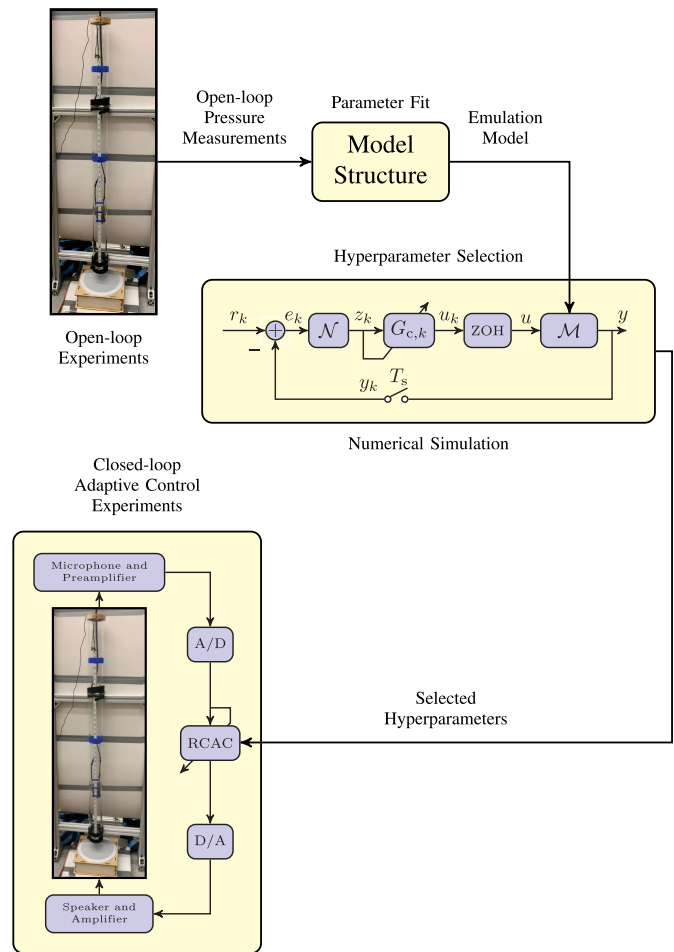 Open-loop
Pressure
Measurements
Parameter Fit
Model
Structure
Emulation
Model
Open-loop
Experiments
Hyperparameter Selection
r_k
e_k
𝒩
z_k
G_{c,k}
u_k
ZOH
u
ℳ
y
+
−
y_k
T_s
Numerical Simulation
Closed-loop
Adaptive Control
Experiments
Microphone and
Preamplifier
A/D
RCAC
D/A
Speaker and
Amplifier
Selected
Hyperparameters